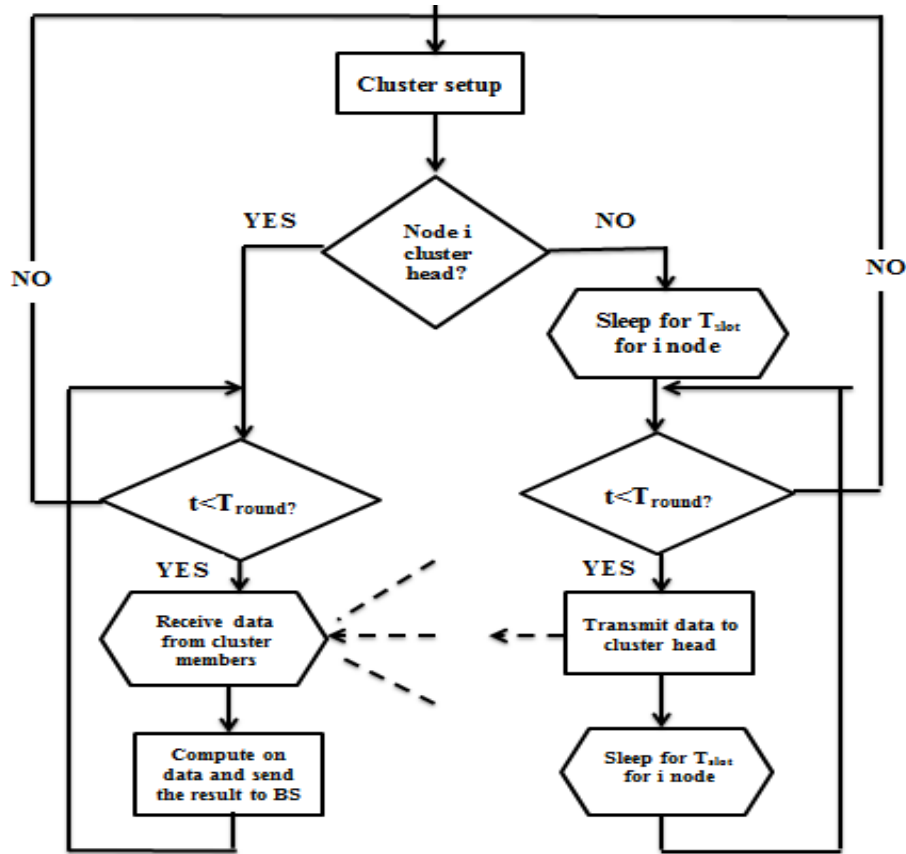 Cluster setup
YES
NO
Node i
cluster
head?
NO
NO
Sleep for Tslot
for i node
t<Tround?
t<Tround?
YES
YES
Receive data
from cluster
members
Transmit data to
cluster head
Compute on
data and send
the result to BS
Sleep for Tslot
for i node